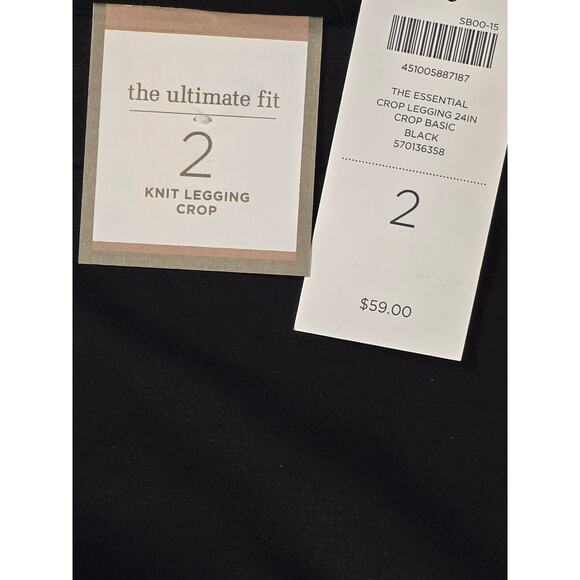 the ultimate fit
2
KNIT LEGGING
CROP
SB00-15
451005887187
THE ESSENTIAL
CROP LEGGING 24IN
CROP BASIC
BLACK
570136358
2
$59.00